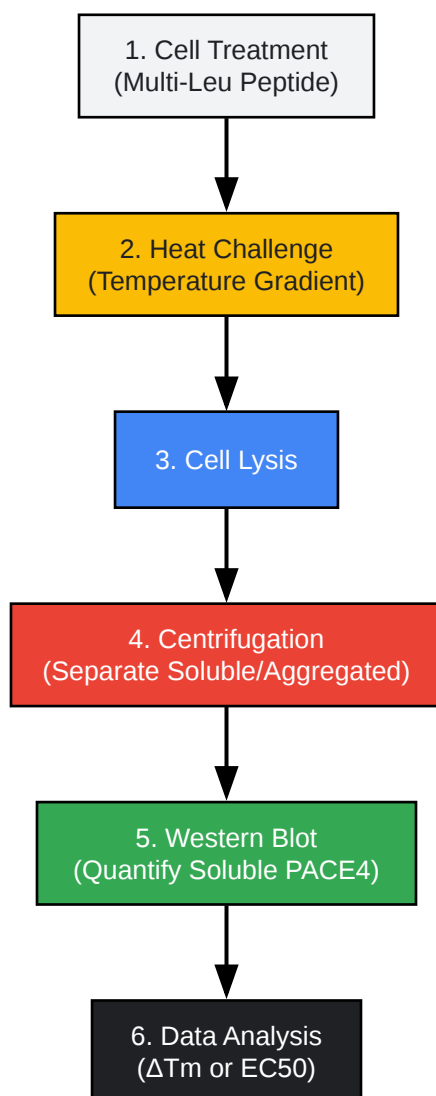 1. Cell Treatment
(Multi-Leu Peptide)
2. Heat Challenge
(Temperature Gradient)
3. Cell Lysis
4. Centrifugation
(Separate Soluble/Aggregated)
5. Western Blot
(Quantify Soluble PACE4)
6. Data Analysis
(ΔTm or EC50)